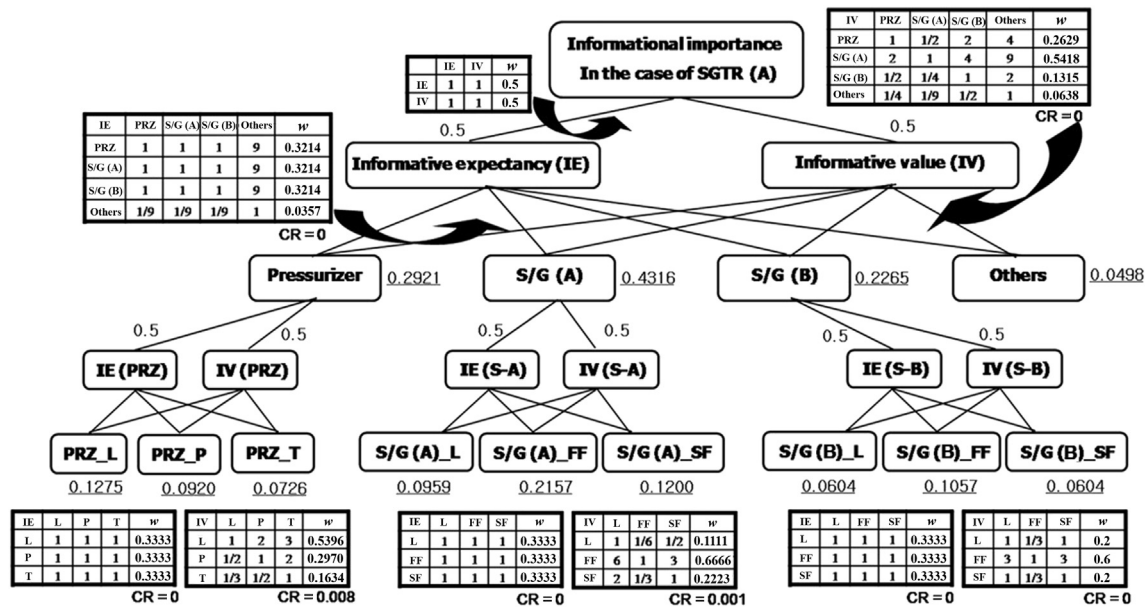 Informational importance
In the case of SGTR (A)
IE IV w
IE 1 1 0.5
IV 1 1 0.5
IV PRZ S/G (A) S/G (B) Others w
PRZ 1 1/2 2 4 0.2629
S/G (A) 2 1 4 9 0.5418
S/G (B) 1/2 1/4 1 2 0.1315
Others 1/4 1/9 1/2 1 0.0638
CR = 0
IE PRZ S/G (A) S/G (B) Others w
PRZ 1 1 1 9 0.3214
S/G (A) 1 1 1 9 0.3214
S/G (B) 1 1 1 9 0.3214
Others 1/9 1/9 1/9 1 0.0357
CR = 0
0.5 0.5
Informative expectancy (IE) Informative value (IV)
Pressurizer 0.2921 S/G (A) 0.4316 S/G (B) 0.2265 Others 0.0498
0.5 0.5 0.5 0.5 0.5 0.5
IE (PRZ) IV (PRZ) IE (S-A) IV (S-A) IE (S-B) IV (S-B)
PRZ_L PRZ_P PRZ_T S/G (A)_L S/G (A)_FF S/G (A)_SF S/G (B)_L S/G (B)_FF S/G (B)_SF
0.1275 0.0920 0.0726 0.0959 0.2157 0.1200 0.0604 0.1057 0.0604
IE L P T w
L 1 1 1 0.3333
P 1 1 1 0.3333
T 1 1 1 0.3333
CR = 0
IV L P T w
L 1 2 3 0.5396
P 1/2 1 2 0.2970
T 1/3 1/2 1 0.1634
CR = 0.008
IE L FF SF w
L 1 1 1 0.3333
FF 1 1 1 0.3333
SF 1 1 1 0.3333
CR = 0
IV L FF SF w
L 1 1/6 1/2 0.1111
FF 6 1 3 0.6666
SF 2 1/3 1 0.2223
CR = 0.001
IE L FF SF w
L 1 1 1 0.3333
FF 1 1 1 0.3333
SF 1 1 1 0.3333
CR = 0
IV L FF SF w
L 1 1/3 1 0.2
FF 3 1 3 0.6
SF 1 1/3 1 0.2
CR = 0